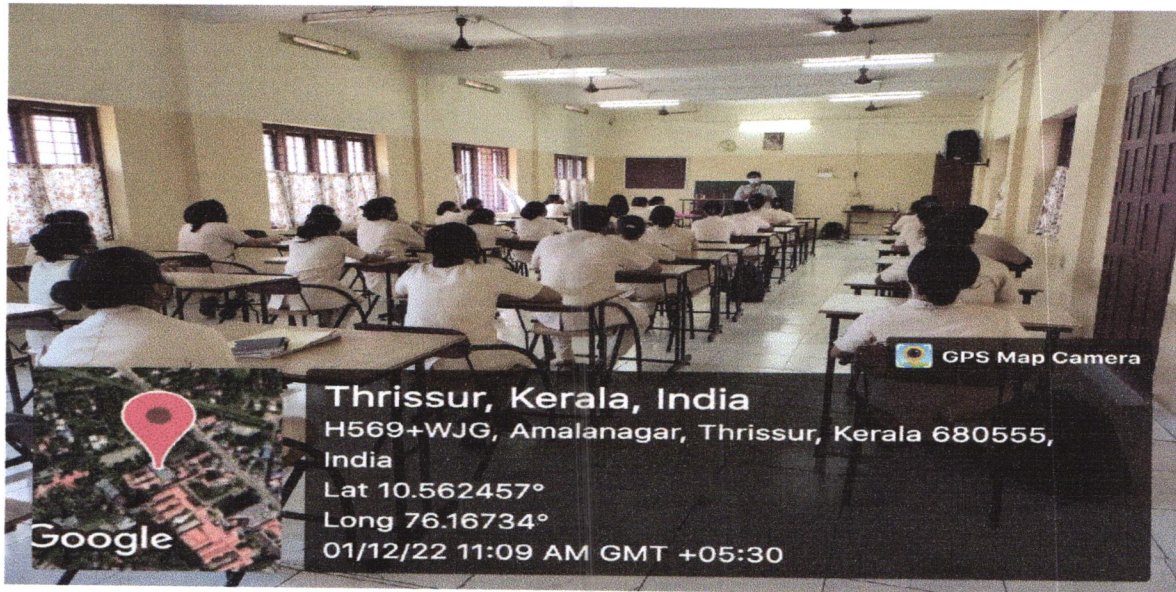 GPS Map Camera
Thrissur, Kerala, India
H569+WJG, Amalanagar, Thrissur, Kerala 680555,
India
Lat 10.562457°
Long 76.16734°
01/12/22 11:09 AM GMT +05:30
Google